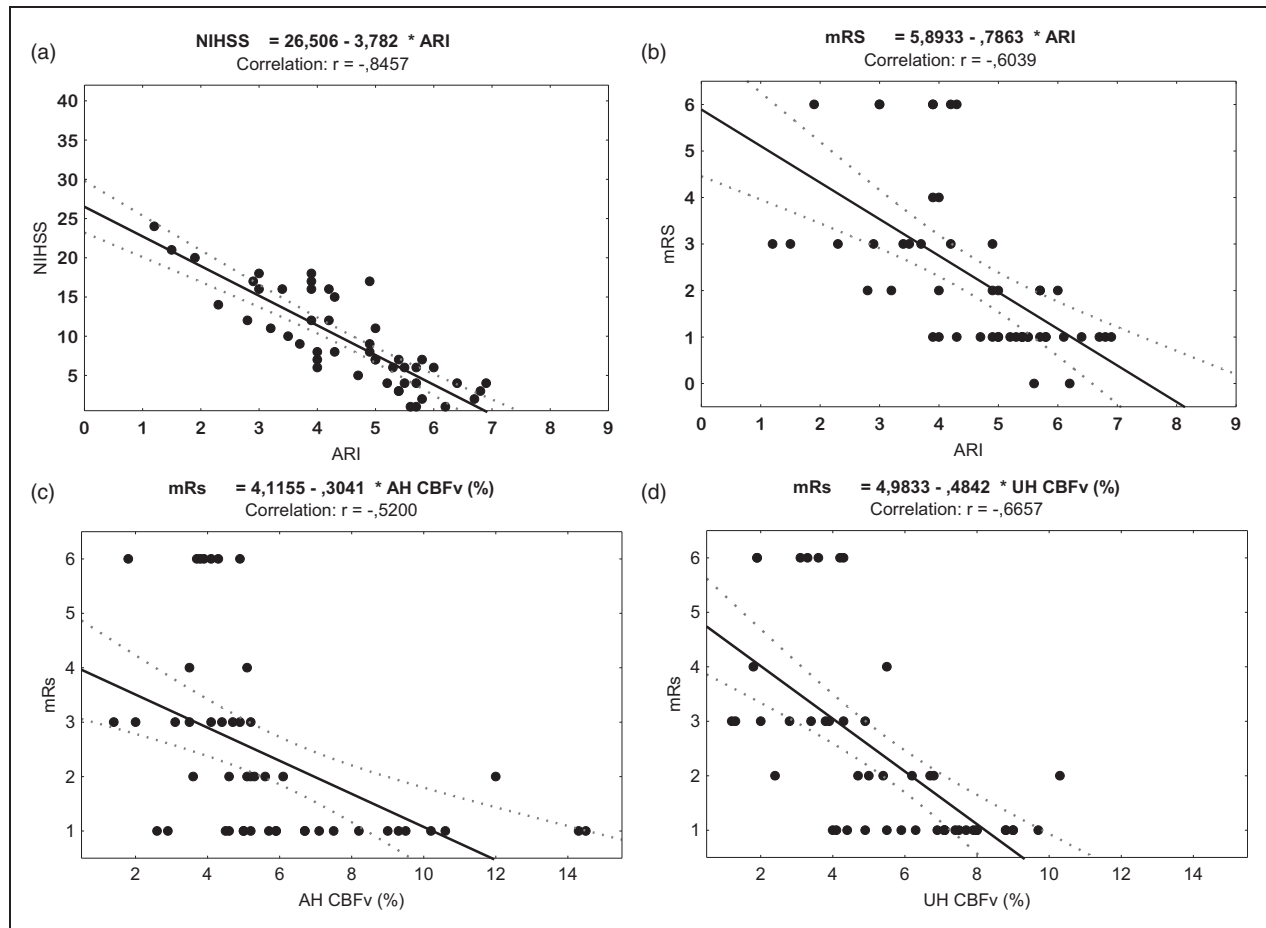 (a)
NIHSS = 26,506 - 3,782 * ARI
Correlation: r = -,8457
40
30
25
20
15
10
5
NIHSS
0 1 2 3 4 5 6 7 8 9
ARI
(b)
mRS = 5,8933 - ,7863 * ARI
Correlation: r = -,6039
6
5
4
3
2
1
0
mRS
0 1 2 3 4 5 6 7 8 9
ARI
(c)
mRs = 4,1155 - ,3041 * AH CBFv (%)
Correlation: r = -,5200
6
5
4
3
2
1
mRs
2 4 6 8 10 12 14
AH CBFv (%)
(d)
mRs = 4,9833 - ,4842 * UH CBFv (%)
Correlation: r = -,6657
6
5
4
3
2
1
mRs
2 4 6 8 10 12 14
UH CBFv (%)